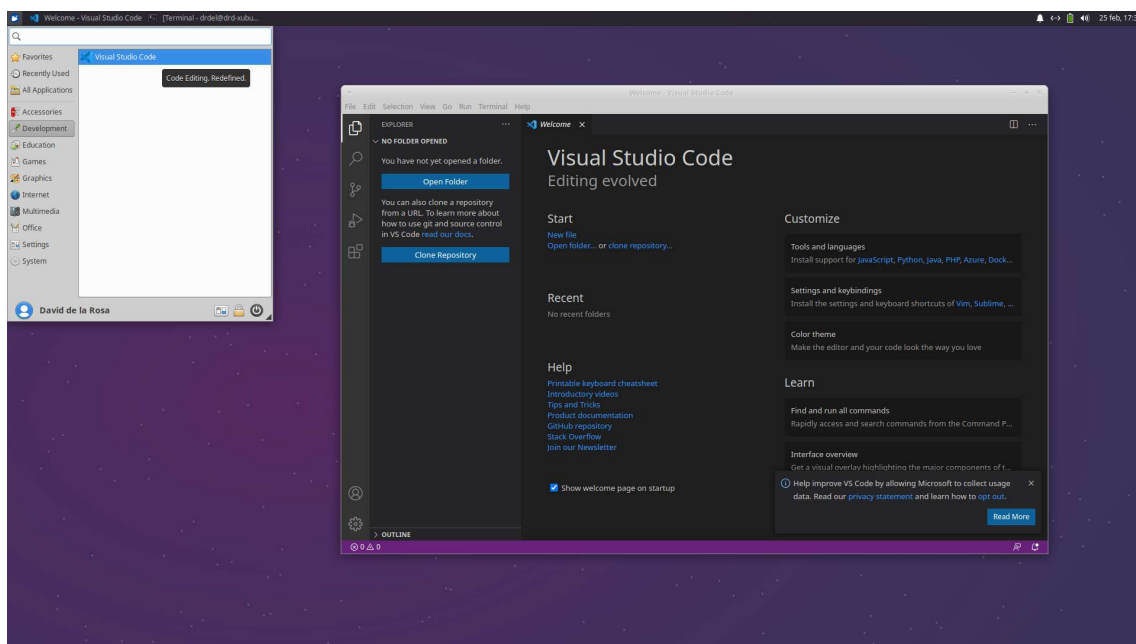 Welcome - Visual Studio Code
[Terminal - drdel@drd-xubu...
25 feb, 17:3
Favorites
Recently Used
All Applications
Accessories
Development
Education
Games
Graphics
Internet
Multimedia
Office
Settings
System
Visual Studio Code
Code Editing. Redefined.
David de la Rosa
Welcome - Visual Studio Code
File Edit Selection View Go Run Terminal Help
EXPLORER
NO FOLDER OPENED
You have not yet opened a folder.
Open Folder
You can also clone a repository
from a URL. To learn more about
how to use git and source control
in VS Code read our docs.
Clone Repository
OUTLINE
Welcome
Visual Studio Code
Editing evolved
Start
New file
Open folder... or clone repository...
Recent
No recent folders
Help
Printable keyboard cheatsheet
Introductory videos
Tips and Tricks
Product documentation
GitHub repository
Stack Overflow
Join our Newsletter
Show welcome page on startup
Customize
Tools and languages
Install support for JavaScript, Python, Java, PHP, Azure, Dock...
Settings and keybindings
Install the settings and keyboard shortcuts of Vim, Sublime, ...
Color theme
Make the editor and your code look the way you love
Learn
Find and run all commands
Rapidly access and search commands from the Command P...
Interface overview
Get a visual overlay highlighting the major components of t...
Help improve VS Code by allowing Microsoft to collect usage
data. Read our privacy statement and learn how to opt out.
Read More
0 0